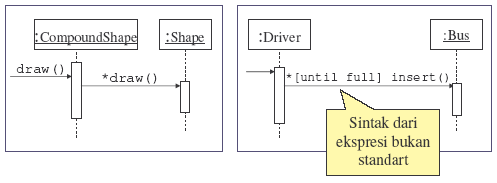 :CompoundShape
:Shape
draw()
*draw()
:Driver
:Bus
*[until full] insert()
Sintak dari
ekspresi bukan
standart